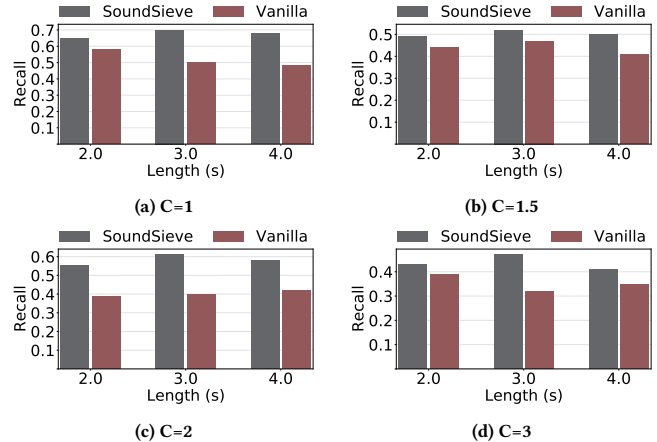 SoundSieve Vanilla
0.7
0.6
0.5
0.4
0.3
0.2
0.1
Recall
2.0 3.0 4.0
Length (s)
(a) C=1
SoundSieve Vanilla
0.5
0.4
0.3
0.2
0.1
Recall
2.0 3.0 4.0
Length (s)
(b) C=1.5
SoundSieve Vanilla
0.6
0.5
0.4
0.3
0.2
0.1
Recall
2.0 3.0 4.0
Length (s)
(c) C=2
SoundSieve Vanilla
0.4
0.3
0.2
0.1
Recall
2.0 3.0 4.0
Length (s)
(d) C=3